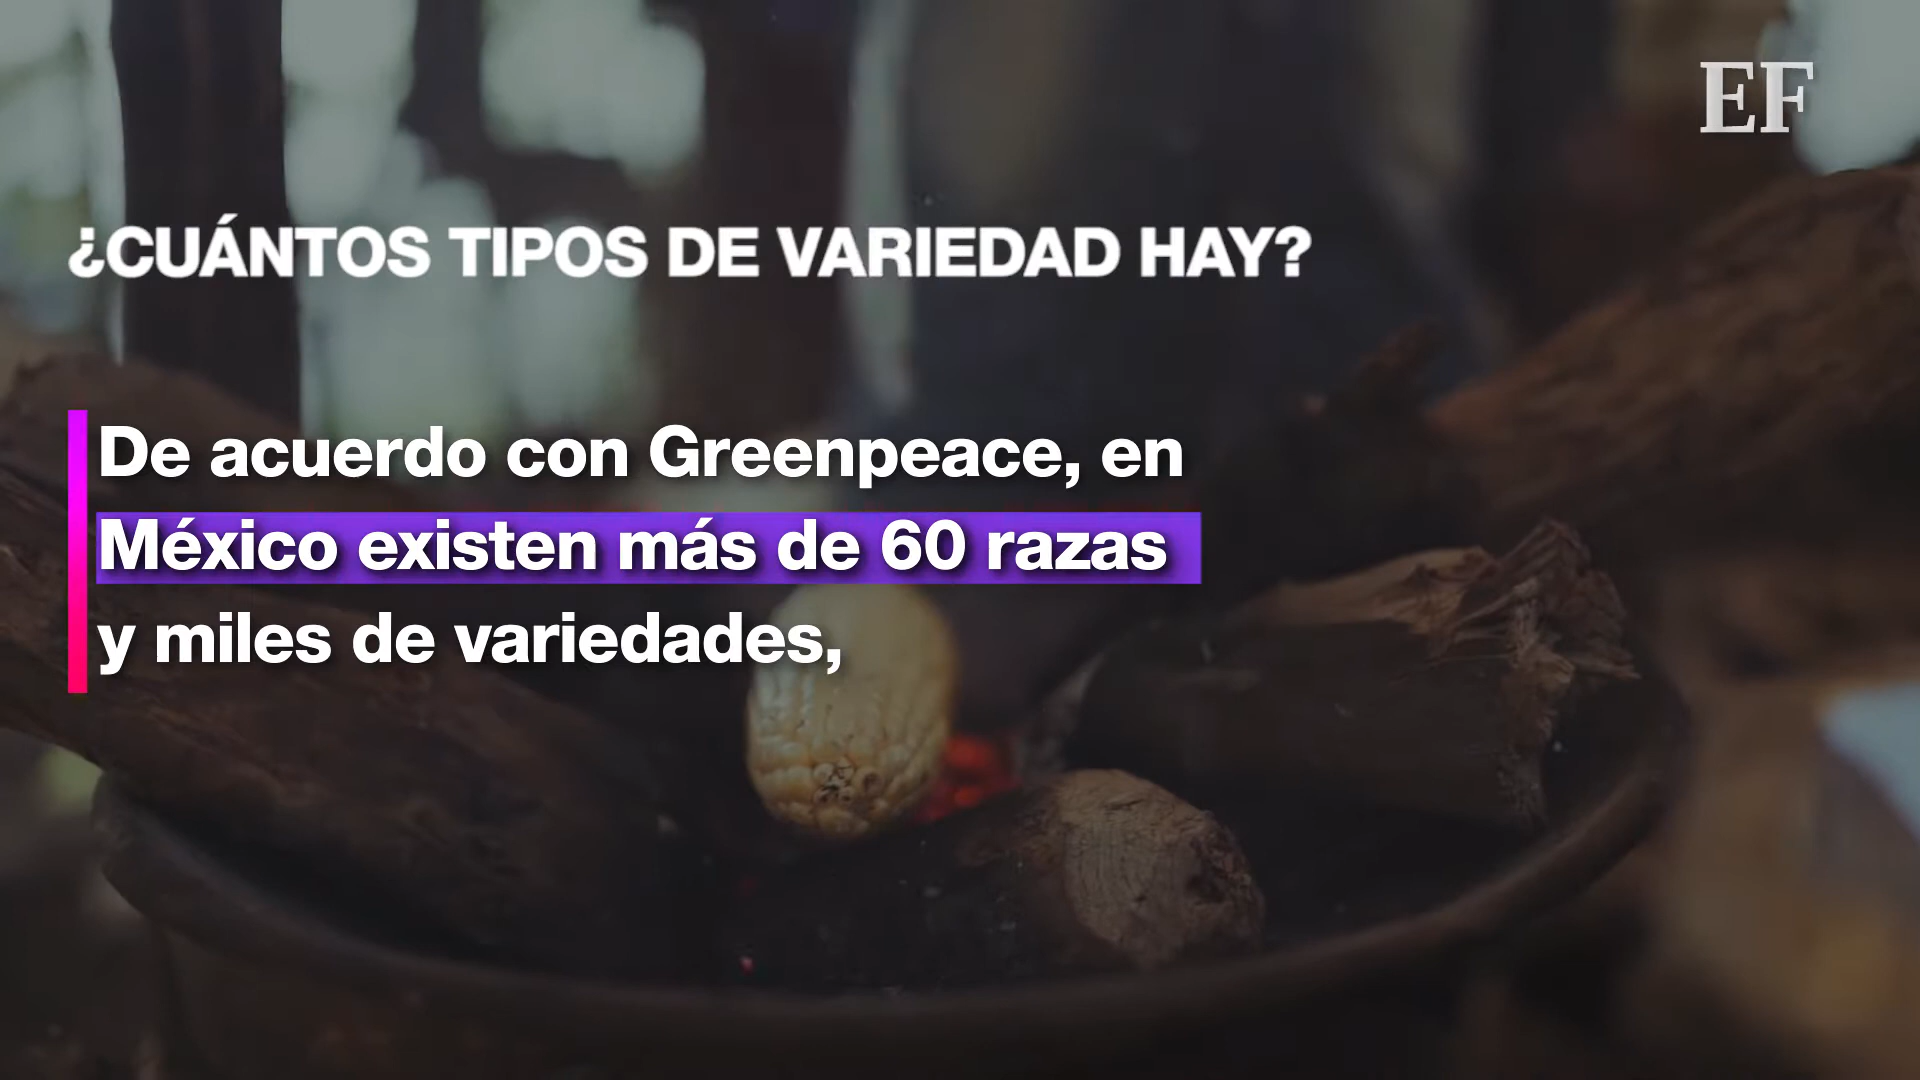 EF
¿CUÁNTOS TIPOS DE VARIEDAD HAY?
De acuerdo con Greenpeace, en
México existen más de 60 razas
y miles de variedades,